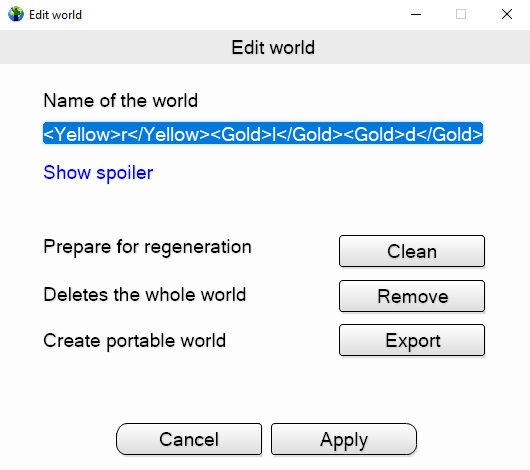 Edit world
Edit world
Name of the world
<Yellow>r</Yellow><Gold>l</Gold><Gold>d</Gold>
Show spoiler
Prepare for regeneration Clean
Deletes the whole world Remove
Create portable world Export
Cancel Apply